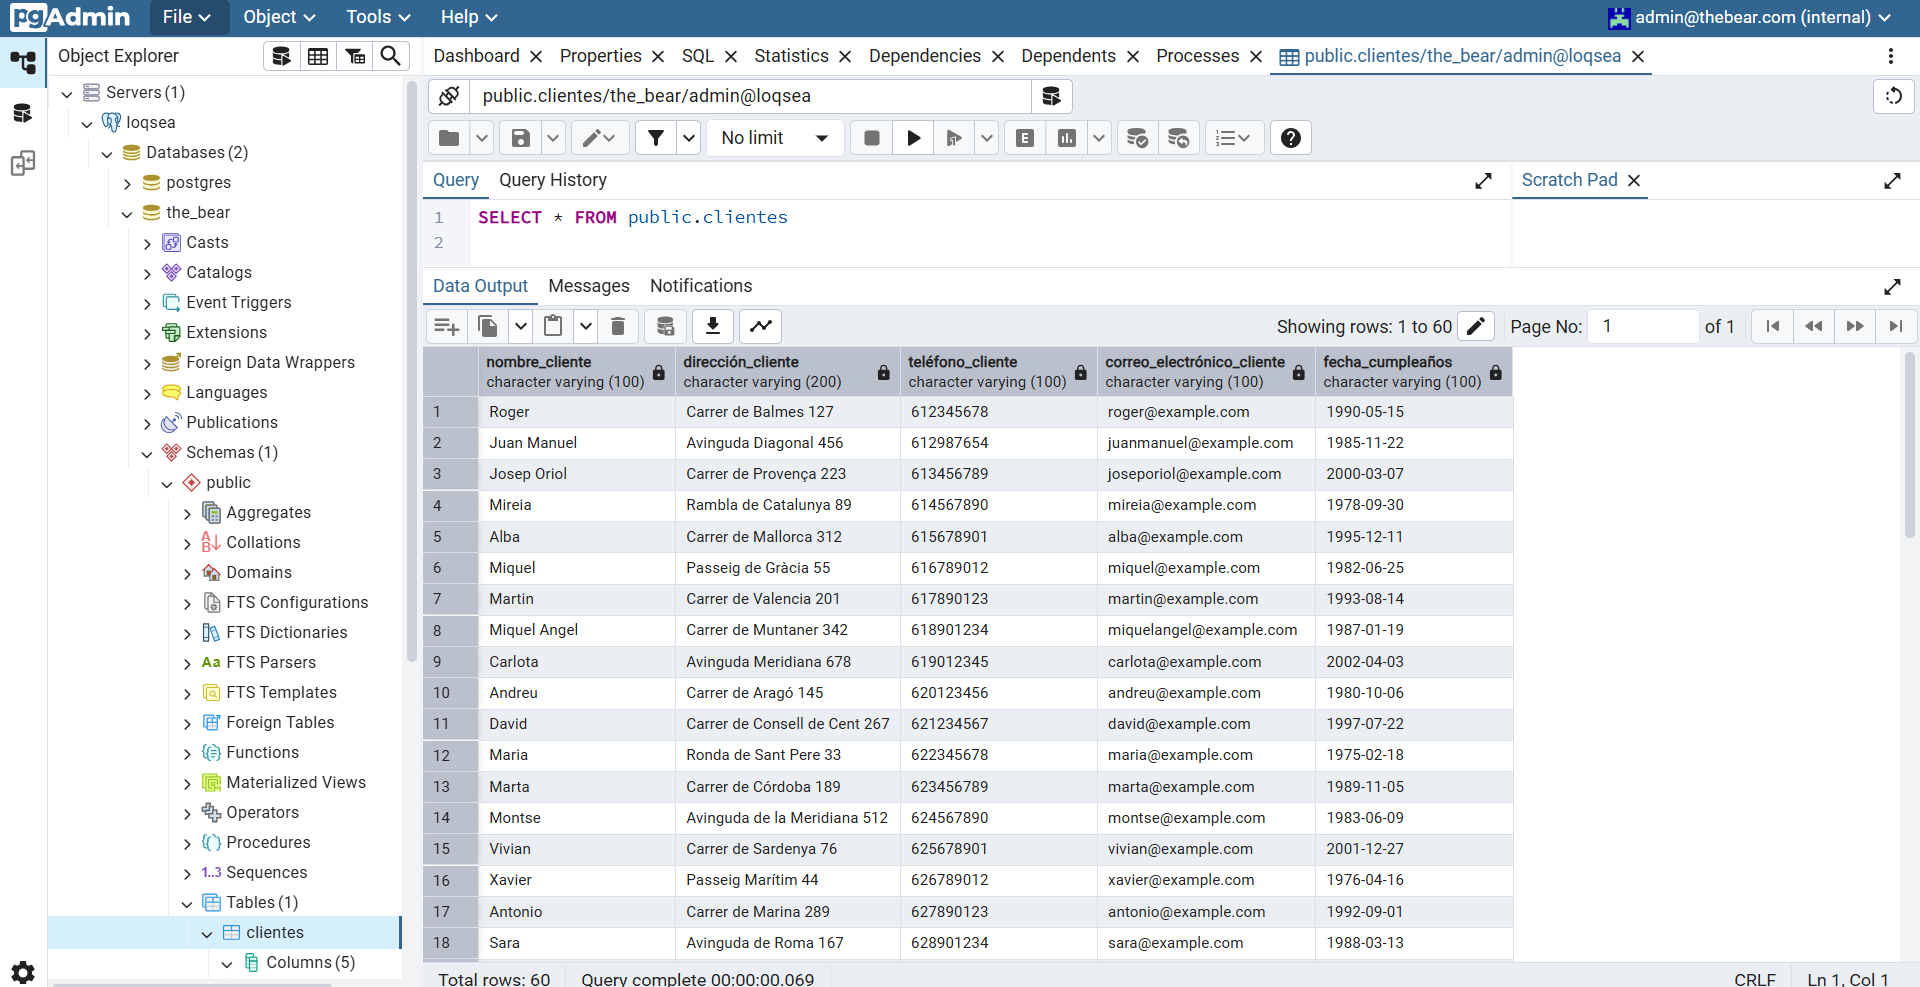 pgAdmin File Object Tools Help admin@thebear.com (internal)
Object Explorer
Dashboard Properties SQL Statistics Dependencies Dependents Processes public.clientes/the_bear/admin@loqsea
Servers (1)
loqsea
Databases (2)
postgres
the_bear
Casts
Catalogs
Event Triggers
Extensions
Foreign Data Wrappers
Languages
Publications
Schemas (1)
public
Aggregates
Collations
Domains
FTS Configurations
FTS Dictionaries
Aa FTS Parsers
FTS Templates
Foreign Tables
Functions
Materialized Views
Operators
Procedures
1..3 Sequences
Tables (1)
clientes
Columns (5)
public.clientes/the_bear/admin@loqsea
No limit E
Query Query History Scratch Pad
1 SELECT * FROM public.clientes
2
Data Output Messages Notifications
Showing rows: 1 to 60 Page No: 1 of 1
nombre_cliente dirección_cliente teléfono_cliente correo_electrónico_cliente fecha_cumpleaños
character varying (100) character varying (200) character varying (100) character varying (100) character varying (100)
1 Roger Carrer de Balmes 127 612345678 roger@example.com 1990-05-15
2 Juan Manuel Avinguda Diagonal 456 612987654 juanmanuel@example.com 1985-11-22
3 Josep Oriol Carrer de Provença 223 613456789 joseporiol@example.com 2000-03-07
4 Mireia Rambla de Catalunya 89 614567890 mireia@example.com 1978-09-30
5 Alba Carrer de Mallorca 312 615678901 alba@example.com 1995-12-11
6 Miquel Passeig de Gràcia 55 616789012 miquel@example.com 1982-06-25
7 Martin Carrer de Valencia 201 617890123 martin@example.com 1993-08-14
8 Miquel Angel Carrer de Muntaner 342 618901234 miquelangel@example.com 1987-01-19
9 Carlota Avinguda Meridiana 678 619012345 carlota@example.com 2002-04-03
10 Andreu Carrer de Aragó 145 620123456 andreu@example.com 1980-10-06
11 David Carrer de Consell de Cent 267 621234567 david@example.com 1997-07-22
12 Maria Ronda de Sant Pere 33 622345678 maria@example.com 1975-02-18
13 Marta Carrer de Córdoba 189 623456789 marta@example.com 1989-11-05
14 Montse Avinguda de la Meridiana 512 624567890 montse@example.com 1983-06-09
15 Vivian Carrer de Sardenya 76 625678901 vivian@example.com 2001-12-27
16 Xavier Passeig Marítim 44 626789012 xavier@example.com 1976-04-16
17 Antonio Carrer de Marina 289 627890123 antonio@example.com 1992-09-01
18 Sara Avinguda de Roma 167 628901234 sara@example.com 1988-03-13
Total rows: 60 Query complete 00:00:00.069 CRLF Ln 1, Col 1